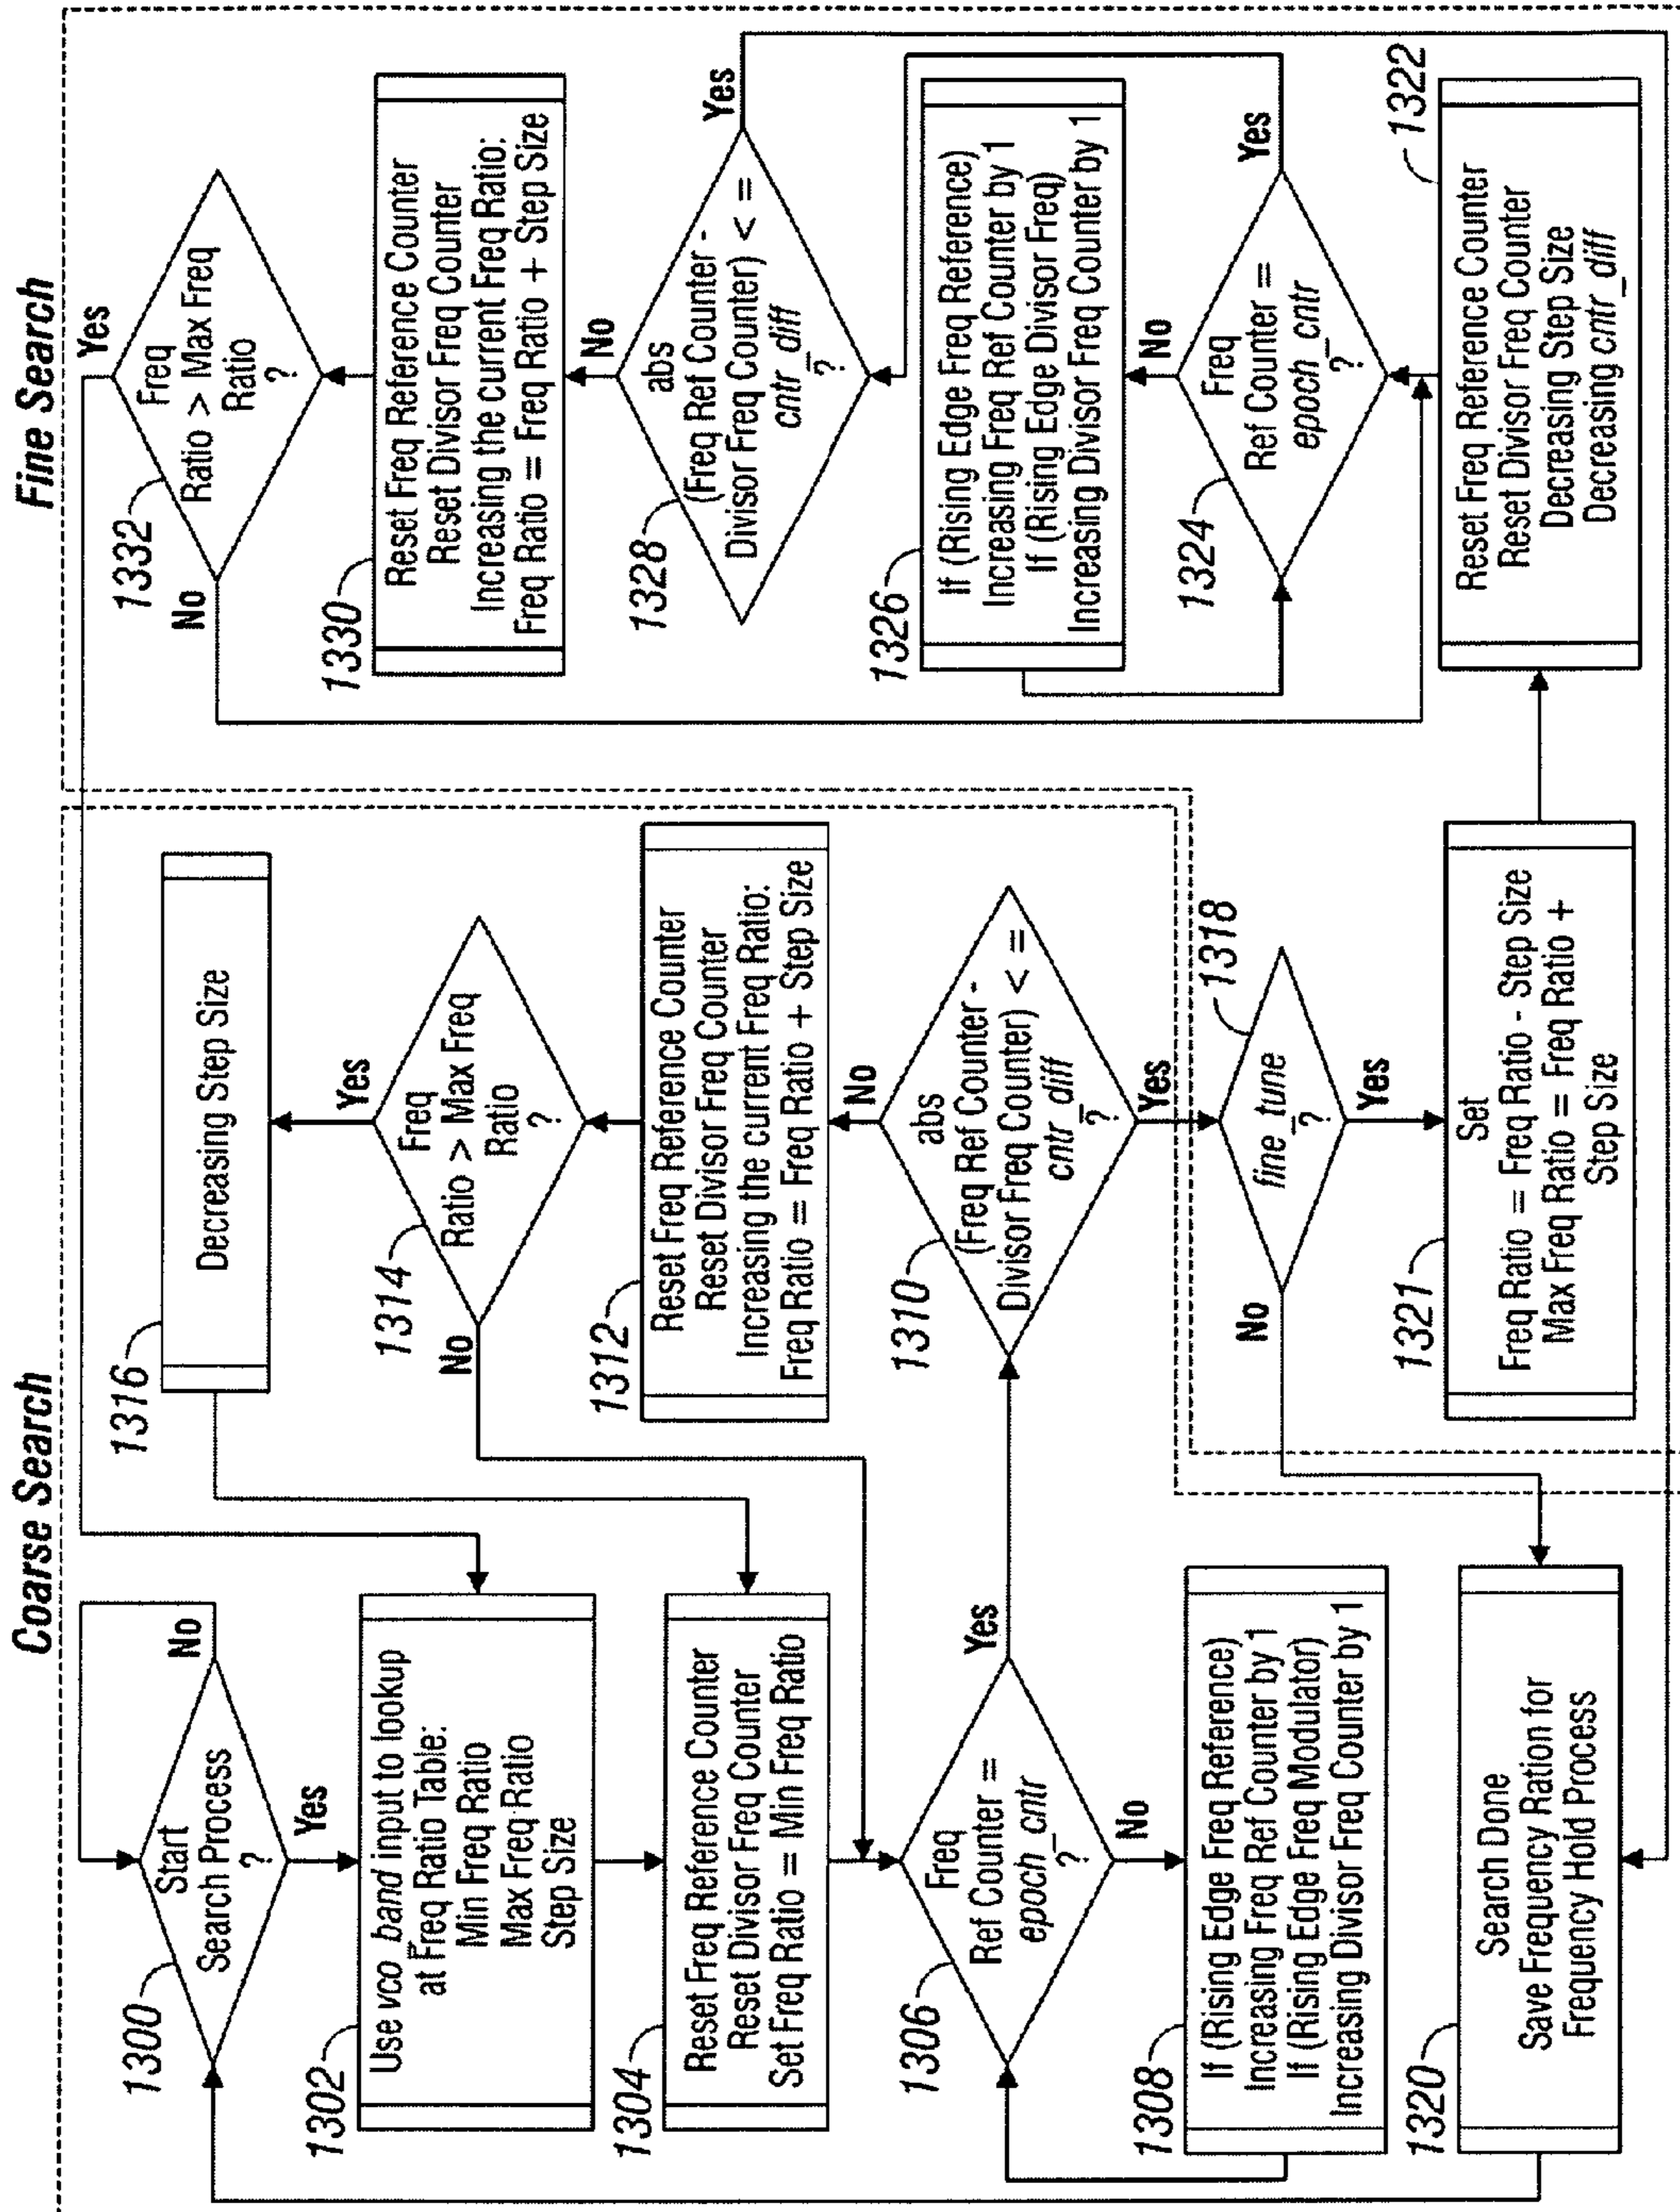 Coarse Search
1300
Start
Search Process
?
No
Yes
1302
Use vco_band input to lookup
at Freq Ratio Table:
Min Freq Ratio
Max Freq Ratio
Step Size
1304
Reset Freq Reference Counter
Reset Divisor Freq Counter
Set Freq Ratio = Min Freq Ratio
1306
Freq
Ref Counter =
epoch_cntr
?
Yes
No
1308
If (Rising Edge Freq Reference)
Increasing Freq Ref Counter by 1
If (Rising Edge Freq Modulator)
Increasing Divisor Freq Counter by 1
1320
Search Done
Save Frequency Ration for
Frequency Hold Process
1316
Decreasing Step Size
Yes
1314
Freq
Ratio > Max Freq
Ratio
?
No
1312
Reset Freq Reference Counter
Reset Divisor Freq Counter
Increasing the current Freq Ratio:
Freq Ratio = Freq Ratio + Step Size
No
1310
abs
(Freq Ref Counter -
Divisor Freq Counter) < =
cntr_diff
?
Yes
1318
fine_tune
?
No
Yes
1321
Set
Freq Ratio = Freq Ratio - Step Size
Max Freq Ratio = Freq Ratio +
Step Size
Fine Search
Yes
1332
Freq
Ratio > Max Freq
Ratio
?
No
1330
Reset Freq Reference Counter
Reset Divisor Freq Counter
Increasing the current Freq Ratio:
Freq Ratio = Freq Ratio + Step Size
No
1328
abs
(Freq Ref Counter -
Divisor Freq Counter) < =
cntr_diff
?
Yes
1326
If (Rising Edge Freq Reference)
Increasing Freq Ref Counter by 1
If (Rising Edge Divisor Freq)
Increasing Divisor Freq Counter by 1
No
1324
Freq
Ref Counter =
epoch_cntr
?
Yes
1322
Reset Freq Reference Counter
Reset Divisor Freq Counter
Decreasing Step Size
Decreasing cntr_diff